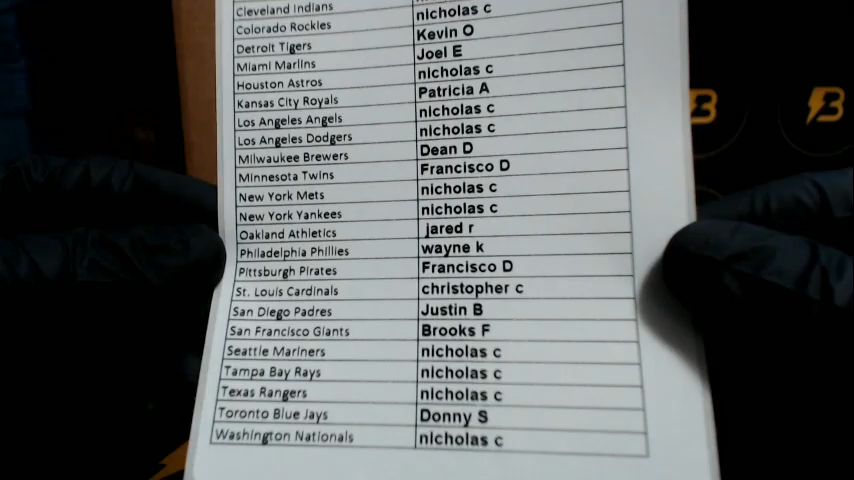 Cleveland Indians
Colorado Rockies nicholas c
Detroit Tigers Kevin O
Miami Marlins Joel E
Houston Astros nicholas c
Kansas City Royals Patricia A
Los Angeles Angels nicholas c
Los Angeles Dodgers nicholas c
Milwaukee Brewers Dean D
Minnesota Twins Francisco D
New York Mets nicholas c
New York Yankees nicholas c
Oakland Athletics jared r
Philadelphia Phillies wayne k
Pittsburgh Pirates Francisco D
St. Louis Cardinals christopher c
San Diego Padres Justin B
San Francisco Giants Brooks F
Seattle Mariners nicholas c
Tampa Bay Rays nicholas c
Texas Rangers nicholas c
Toronto Blue Jays Donny S
Washington Nationals nicholas c